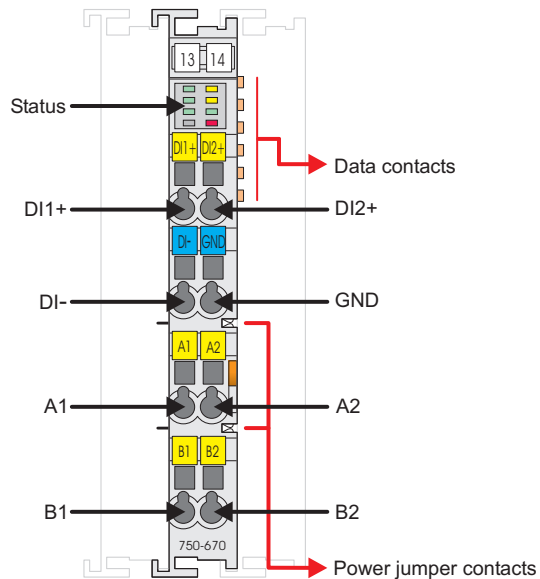 13 14
Status
DI1+ DI2+
Data contacts
DI1+
DI2+
DI- GND
DI-
GND
A1 A2
A1
A2
B1 B2
B1
B2
750-670
Power jumper contacts